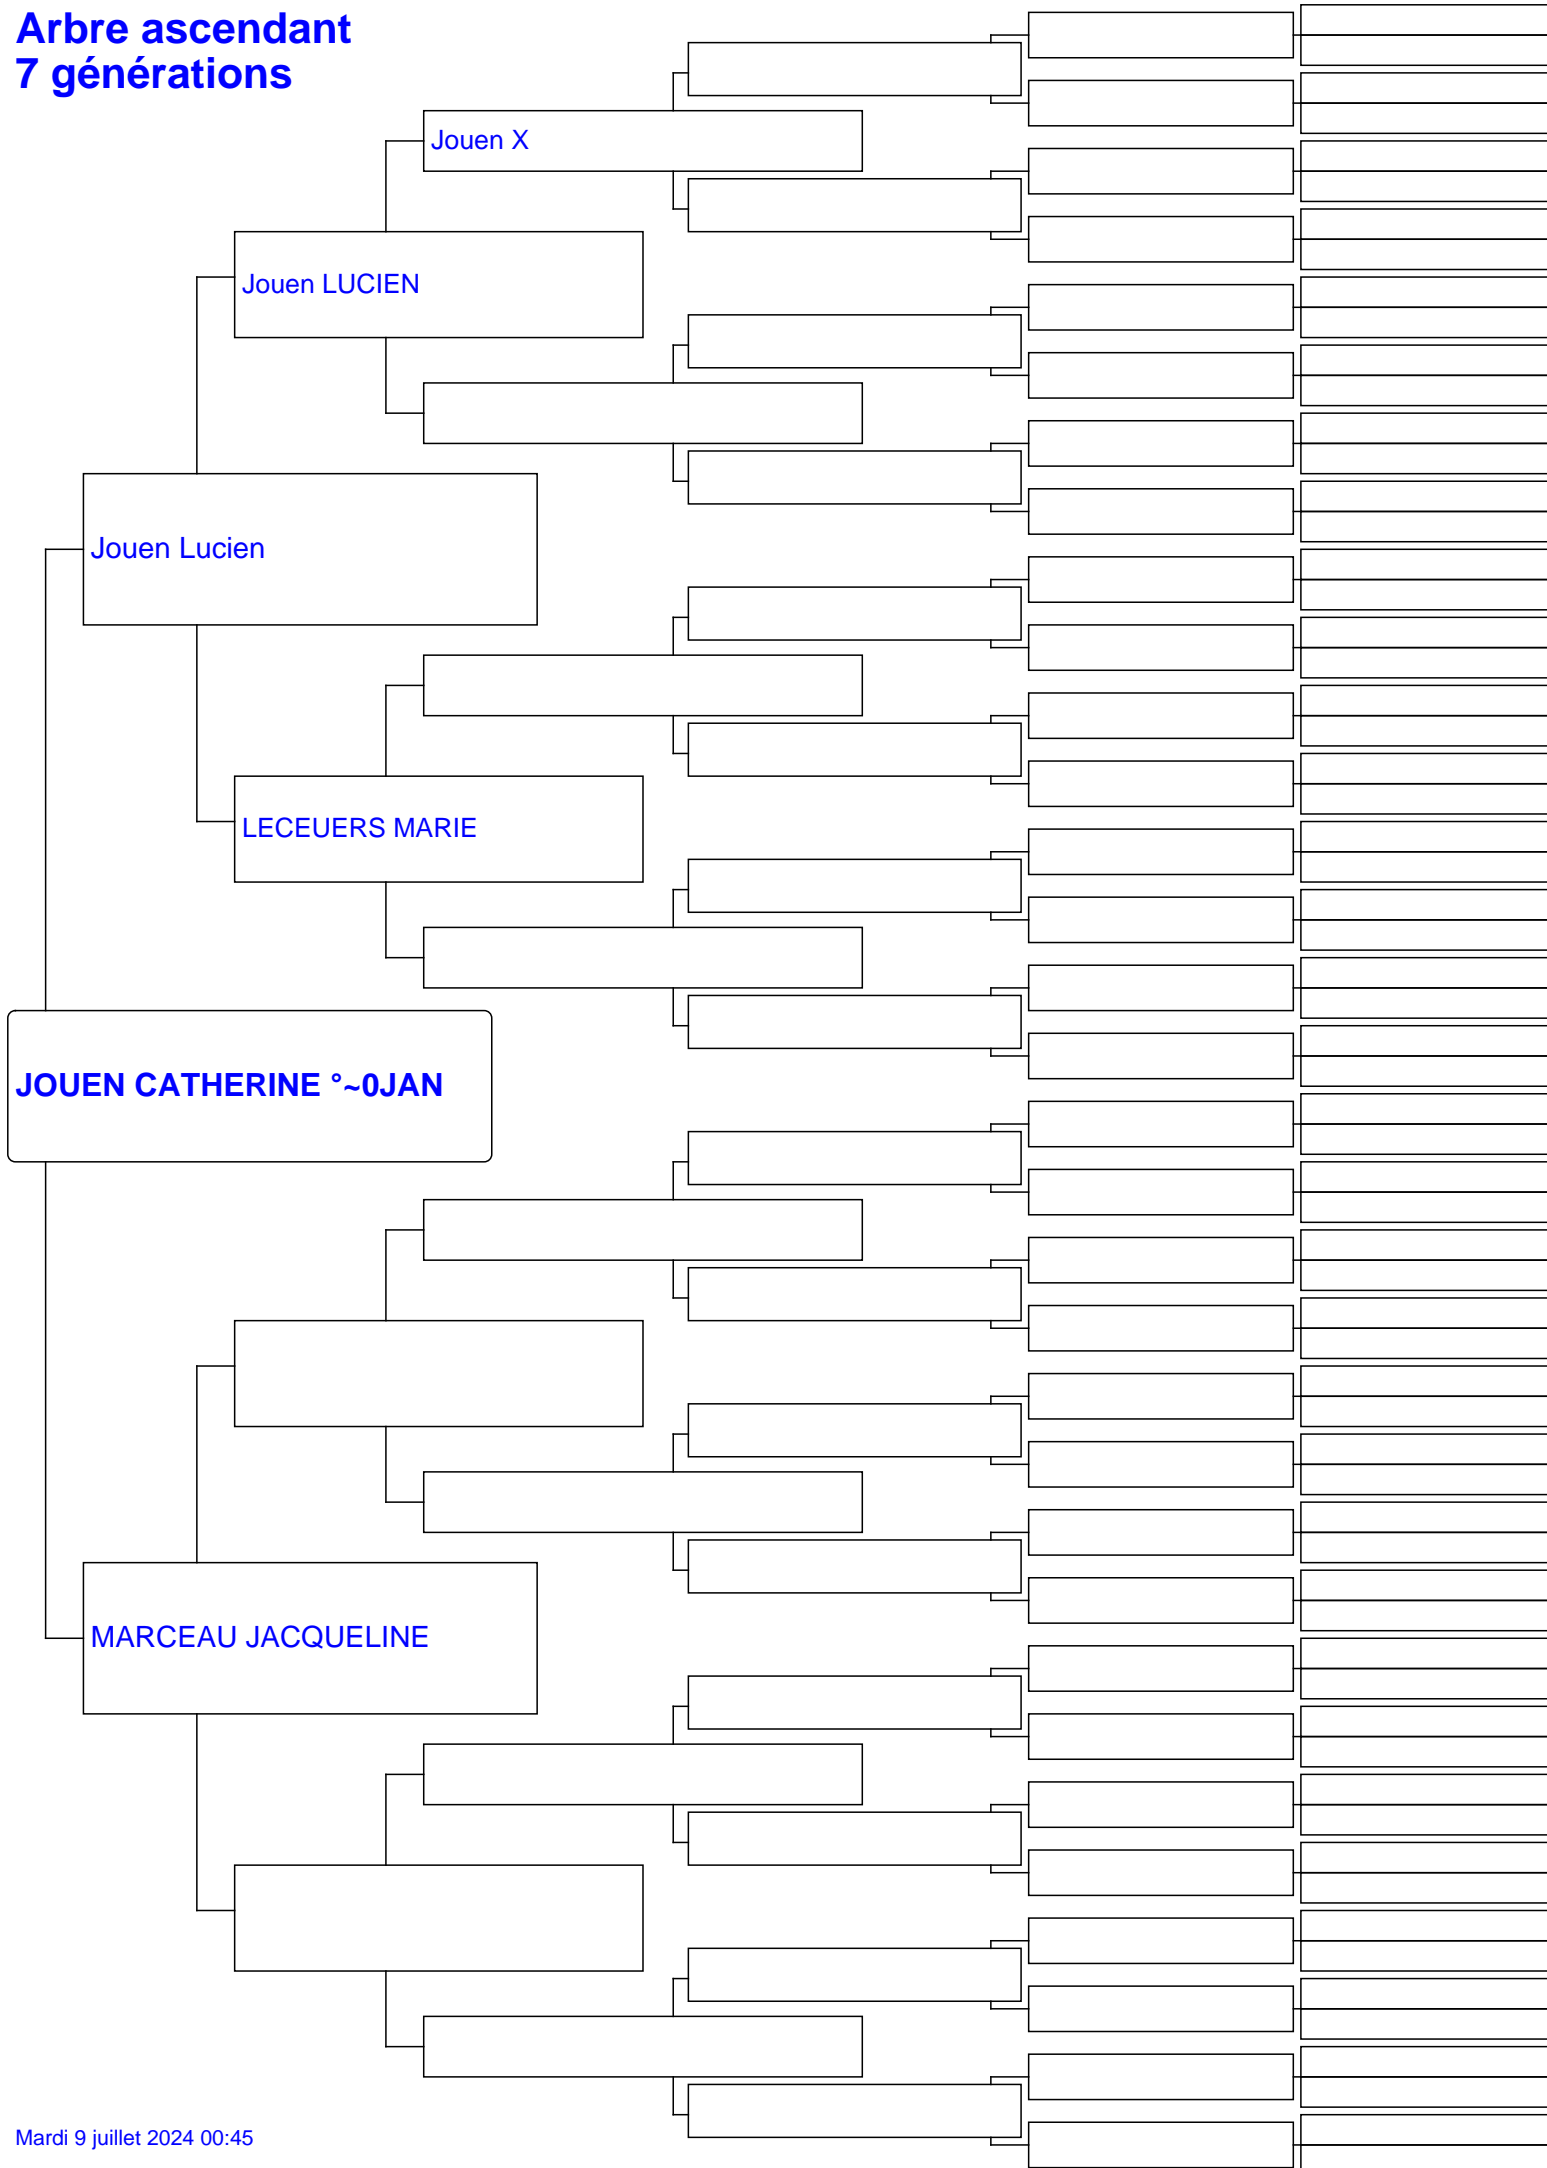 Arbre ascendant
7 générations
Jouen X
Jouen LUCIEN
Jouen Lucien
LECEUERS MARIE
JOUEN CATHERINE °~0JAN
MARCEAU JACQUELINE
Mardi 9 juillet 2024 00:45